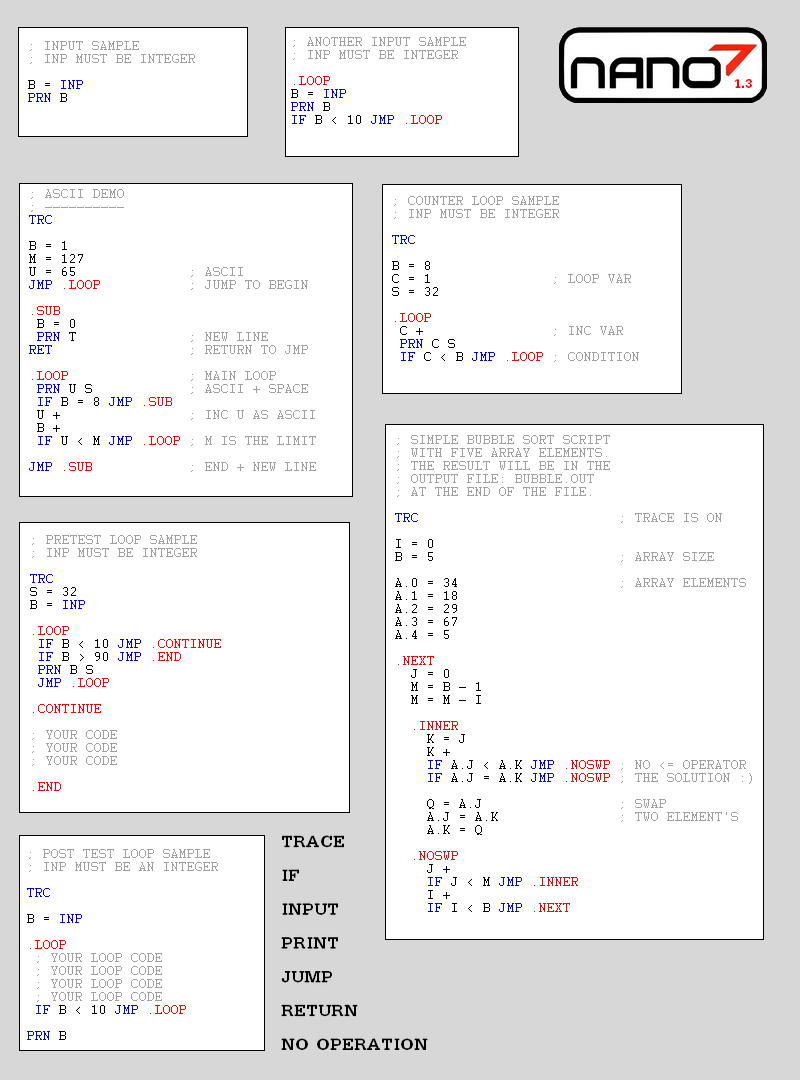 ; INPUT SAMPLE
; INP MUST BE INTEGER
B = INP
PRN B
; ANOTHER INPUT SAMPLE
; INP MUST BE INTEGER
.LOOP
B = INP
PRN B
IF B < 10 JMP .LOOP
nano7
1.3
; ASCII DEMO
; ----------
TRC
B = 1
M = 127
U = 65 ; ASCII
JMP .LOOP ; JUMP TO BEGIN
.SUB
B = 0
PRN T ; NEW LINE
RET ; RETURN TO JMP
.LOOP ; MAIN LOOP
PRN U S ; ASCII + SPACE
IF B = 8 JMP .SUB
U + ; INC U AS ASCII
B +
IF U < M JMP .LOOP ; M IS THE LIMIT
JMP .SUB ; END + NEW LINE
; COUNTER LOOP SAMPLE
; INP MUST BE INTEGER
TRC
B = 8
C = 1 ; LOOP VAR
S = 32
.LOOP
C + ; INC VAR
PRN C S
IF C < B JMP .LOOP ; CONDITION
; PRETEST LOOP SAMPLE
; INP MUST BE INTEGER
TRC
S = 32
B = INP
.LOOP
IF B < 10 JMP .CONTINUE
IF B > 90 JMP .END
PRN B S
JMP .LOOP
.CONTINUE
; YOUR CODE
; YOUR CODE
; YOUR CODE
.END
; SIMPLE BUBBLE SORT SCRIPT
; WITH FIVE ARRAY ELEMENTS.
; THE RESULT WILL BE IN THE
; OUTPUT FILE: BUBBLE.OUT
; AT THE END OF THE FILE.
TRC ; TRACE IS ON
I = 0
B = 5 ; ARRAY SIZE
A.0 = 34 ; ARRAY ELEMENTS
A.1 = 18
A.2 = 29
A.3 = 67
A.4 = 5
.NEXT
J = 0
M = B - 1
M = M - I
.INNER
K = J
K +
IF A.J < A.K JMP .NOSWP ; NO <= OPERATOR
IF A.J = A.K JMP .NOSWP ; THE SOLUTION :)
Q = A.J ; SWAP
A.J = A.K ; TWO ELEMENT'S
A.K = Q
.NOSWP
J +
IF J < M JMP .INNER
I +
IF I < B JMP .NEXT
; POST TEST LOOP SAMPLE
; INP MUST BE AN INTEGER
TRC
B = INP
.LOOP
; YOUR LOOP CODE
; YOUR LOOP CODE
; YOUR LOOP CODE
; YOUR LOOP CODE
IF B < 10 JMP .LOOP
PRN B
TRACE
IF
INPUT
PRINT
JUMP
RETURN
NO OPERATION